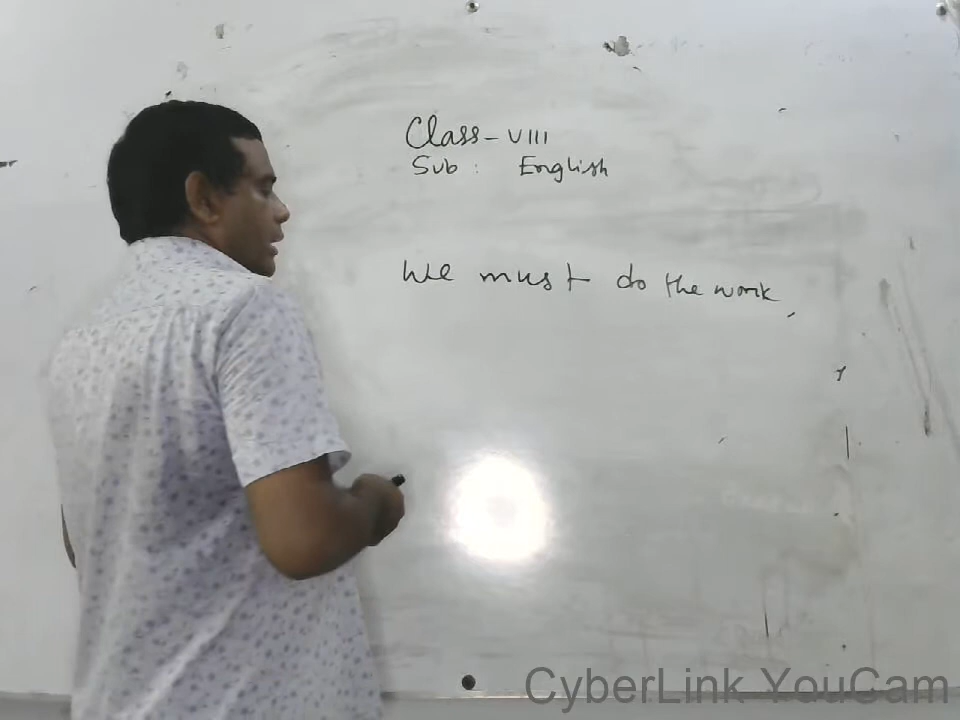 Class - VIII
Sub : English
We must do the work
CyberLink YouCam